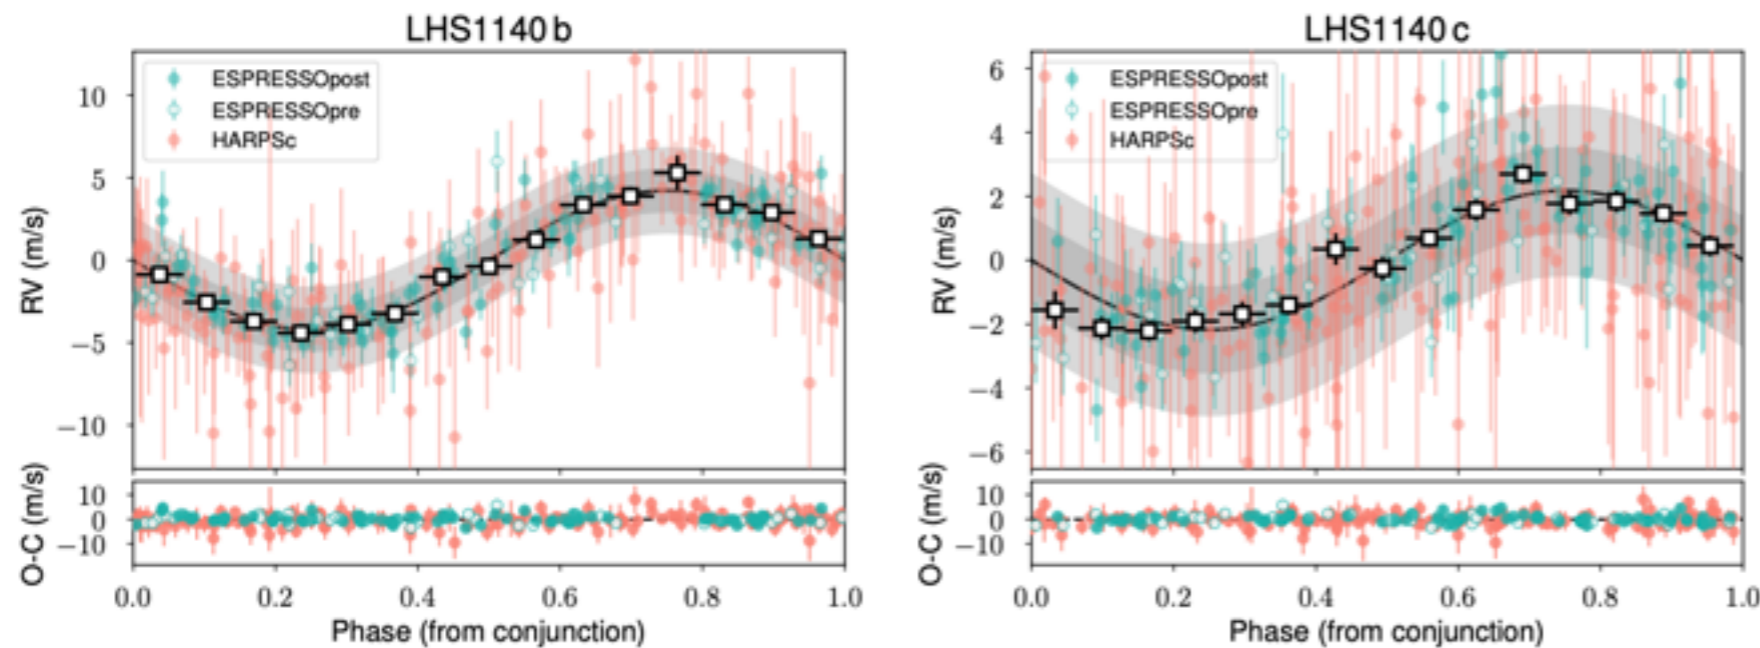 LHS1140 b
ESPRESSOpost
ESPRESSOpre
HARPSc
10
5
0
−5
−10
RV (m/s)
10
0
−10
O-C (m/s)
0.0 0.2 0.4 0.6 0.8 1.0
Phase (from conjunction)
LHS1140 c
ESPRESSOpost
ESPRESSOpre
HARPSc
6
4
2
0
−2
−4
−6
RV (m/s)
10
0
−10
O-C (m/s)
0.0 0.2 0.4 0.6 0.8 1.0
Phase (from conjunction)